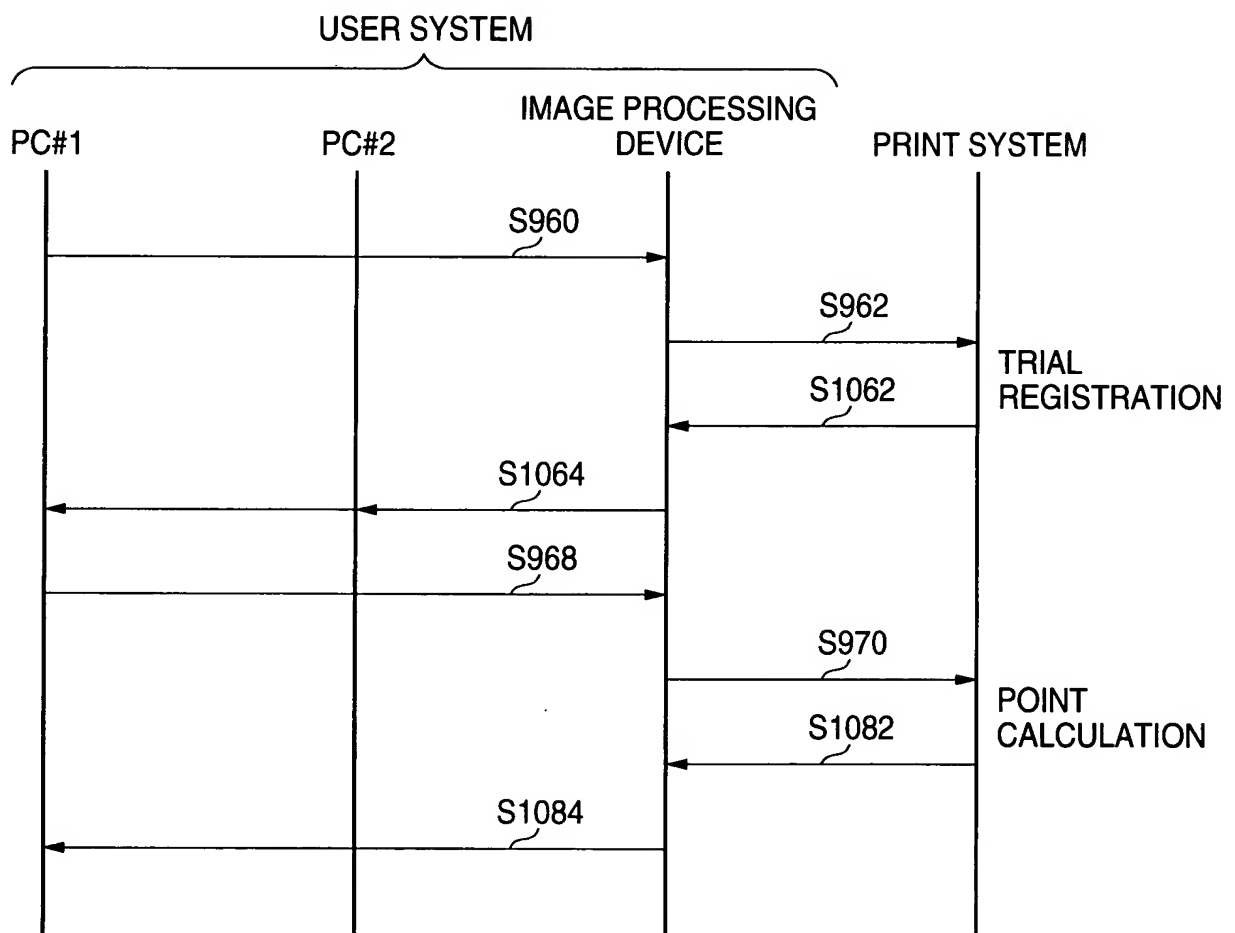 USER SYSTEM
IMAGE PROCESSING
DEVICE
PC#1
PC#2
PRINT SYSTEM
S960
S962
TRIAL
REGISTRATION
S1062
S1064
S968
S970
POINT
CALCULATION
S1082
S1084